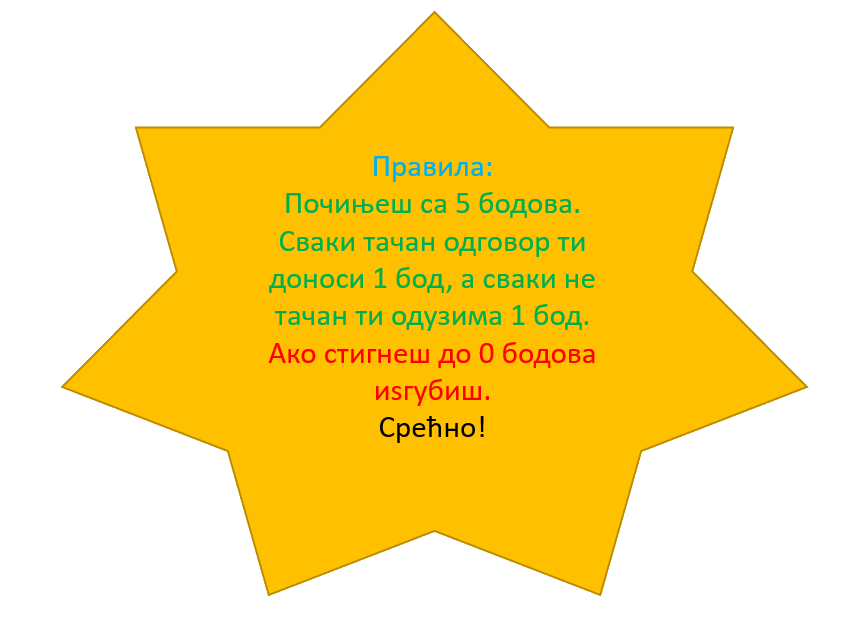 Правила:
Почињеш са 5 бодова.
Сваки тачан одговор ти
доноси 1 бод, а сваки не
тачан ти одузима 1 бод.
Ако стигнеш до 0 бодова
иѕгубиш.
Срећно!